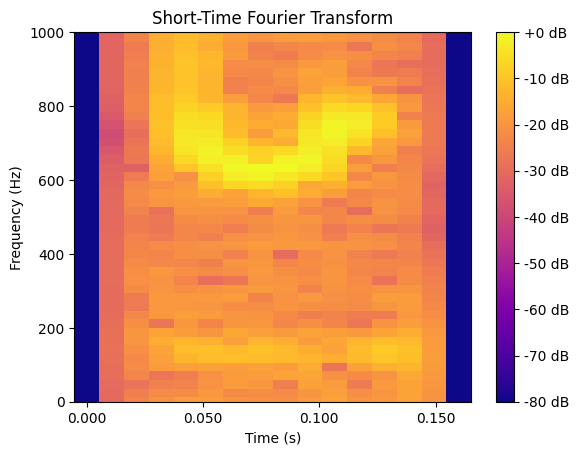 Short-Time Fourier Transform
1000
800
600
400
200
0
Frequency (Hz)
0.000
0.050
0.100
0.150
Time (s)
+0 dB
-10 dB
-20 dB
-30 dB
-40 dB
-50 dB
-60 dB
-70 dB
-80 dB